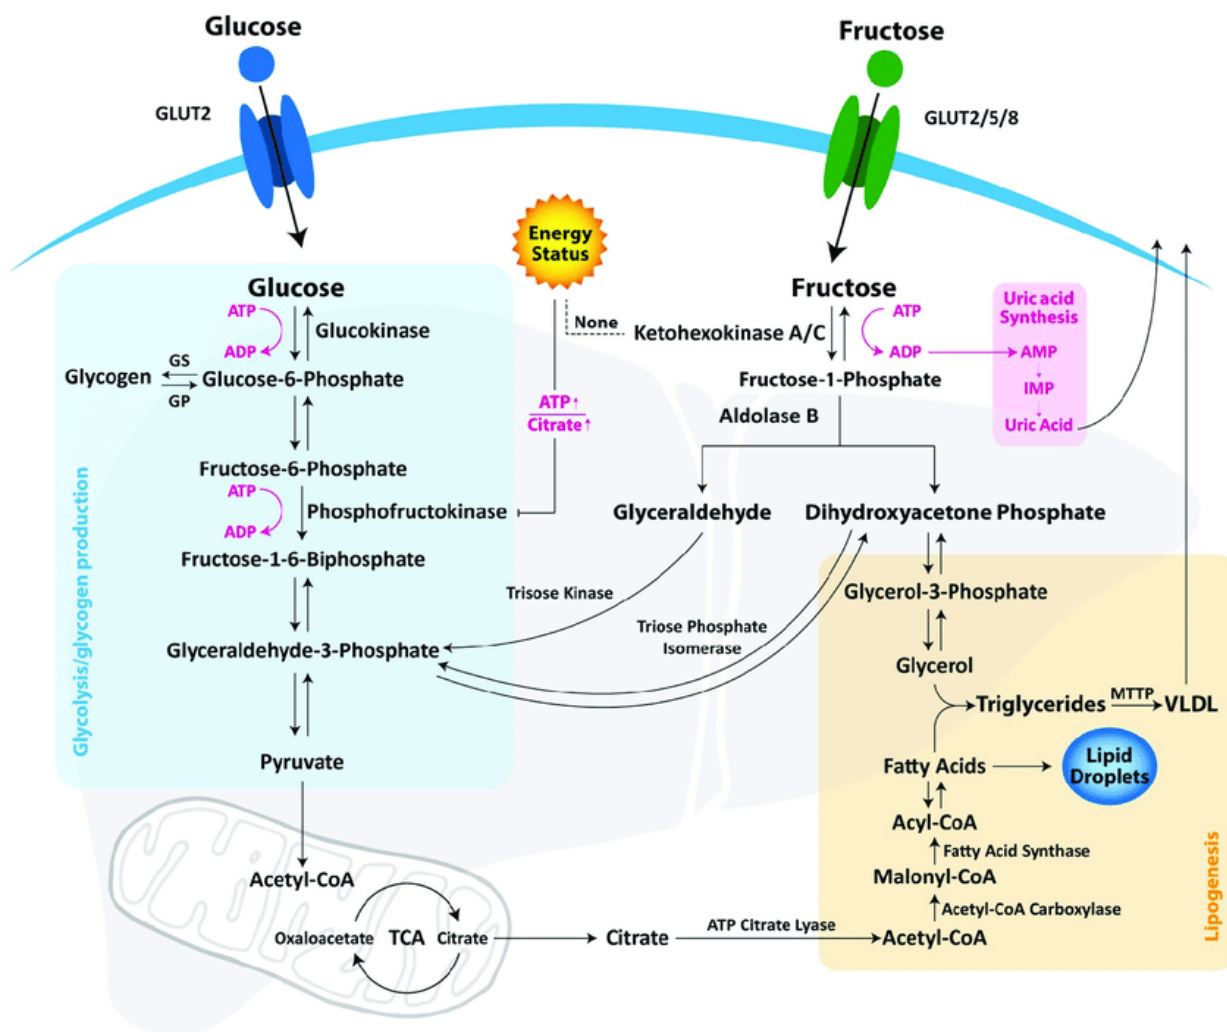 Glucose
Fructose
GLUT2
GLUT2/5/8
Energy
Status
Glucose
ATP
Glucokinase
ADP
Glycogen
GS
GP
Glucose-6-Phosphate
Fructose-6-Phosphate
ATP
Phosphofructokinase
ADP
Fructose-1-6-Biphosphate
Glyceraldehyde-3-Phosphate
Pyruvate
Glycolysis/glycogen production
None
ATP↑
Citrate↑
Fructose
Ketohexokinase A/C
ATP
ADP
Uric acid
Synthesis
AMP
IMP
Uric Acid
Fructose-1-Phosphate
Aldolase B
Glyceraldehyde
Dihydroxyacetone Phosphate
Trisose Kinase
Triose Phosphate
Isomerase
Glycerol-3-Phosphate
Glycerol
Triglycerides
MTTP
VLDL
Fatty Acids
Lipid
Droplets
Acyl-CoA
Fatty Acid Synthase
Malonyl-CoA
Acetyl-CoA Carboxylase
Acetyl-CoA
Lipogenesis
Acetyl-CoA
Oxaloacetate
TCA
Citrate
Citrate
ATP Citrate Lyase